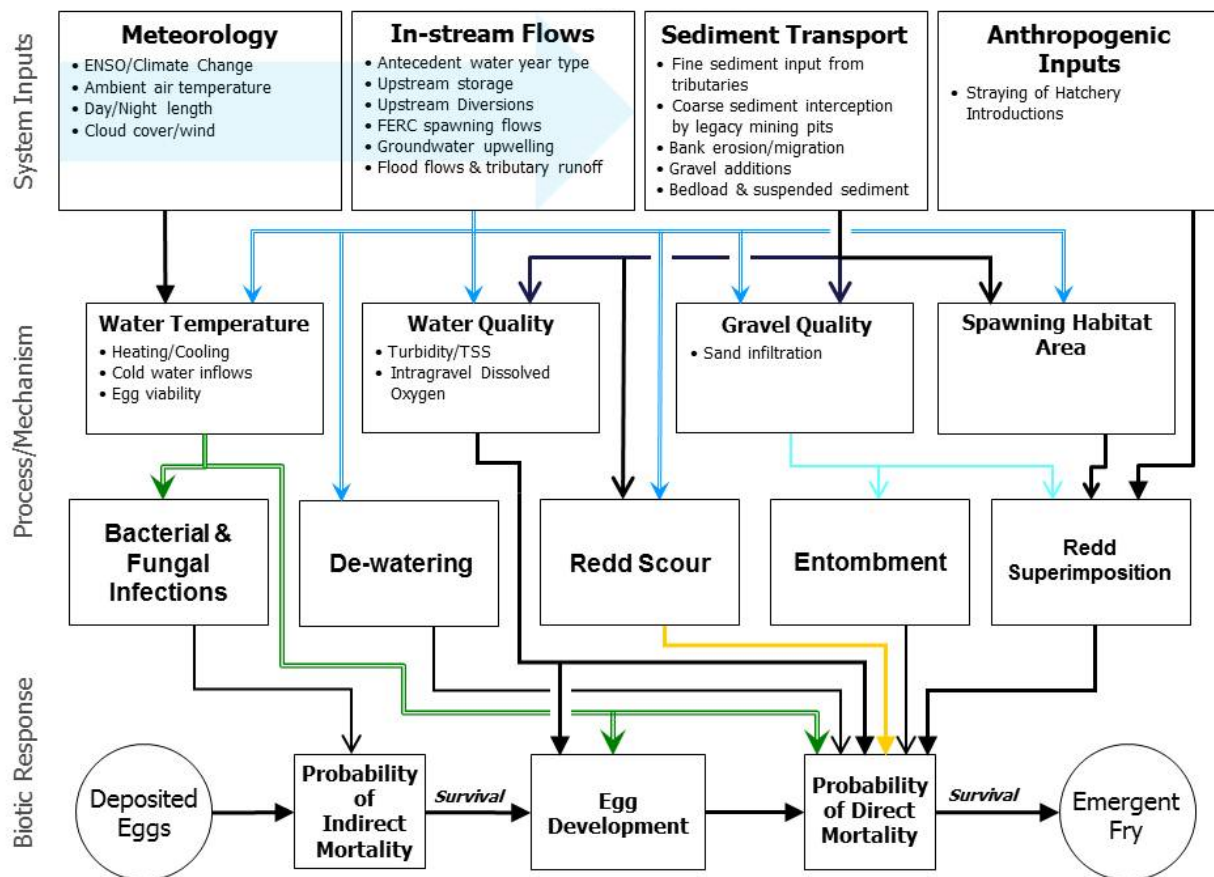 System Inputs
Meteorology
• ENSO/Climate Change
• Ambient air temperature
• Day/Night length
• Cloud cover/wind
In-stream Flows
• Antecedent water year type
• Upstream storage
• Upstream Diversions
• FERC spawning flows
• Groundwater upwelling
• Flood flows & tributary runoff
Sediment Transport
• Fine sediment input from
tributaries
• Coarse sediment interception
by legacy mining pits
• Bank erosion/migration
• Gravel additions
• Bedload & suspended sediment
Anthropogenic
Inputs
• Straying of Hatchery
Introductions
Process/Mechanism
Water Temperature
• Heating/Cooling
• Cold water inflows
• Egg viability
Water Quality
• Turbidity/TSS
• Intragravel Dissolved
Oxygen
Gravel Quality
• Sand infiltration
Spawning Habitat
Area
Bacterial &
Fungal
Infections
De-watering
Redd Scour
Entombment
Redd
Superimposition
Biotic Response
Deposited
Eggs
Probability
of
Indirect
Mortality
Survival
Egg
Development
Probability
of Direct
Mortality
Survival
Emergent
Fry